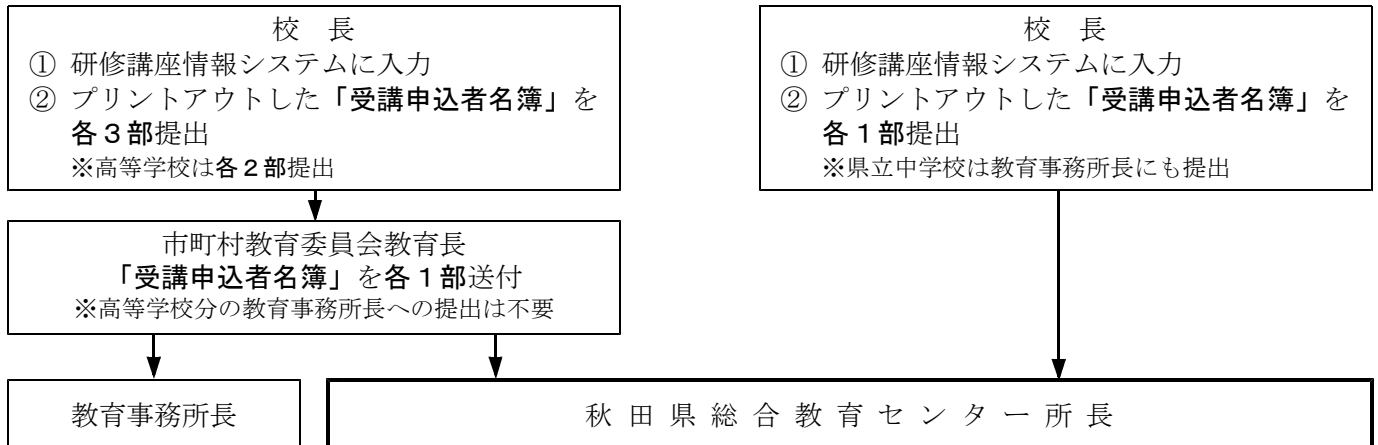 校　長
① 研修講座情報システムに入力
② プリントアウトした「受講申込者名簿」を
各３部提出
※高等学校は各２部提出
市町村教育委員会教育長
「受講申込者名簿」を各１部送付
※高等学校分の教育事務所長への提出は不要
教育事務所長
校　長
① 研修講座情報システムに入力
② プリントアウトした「受講申込者名簿」を
各１部提出
※県立中学校は教育事務所長にも提出
秋田県総合教育センター所長